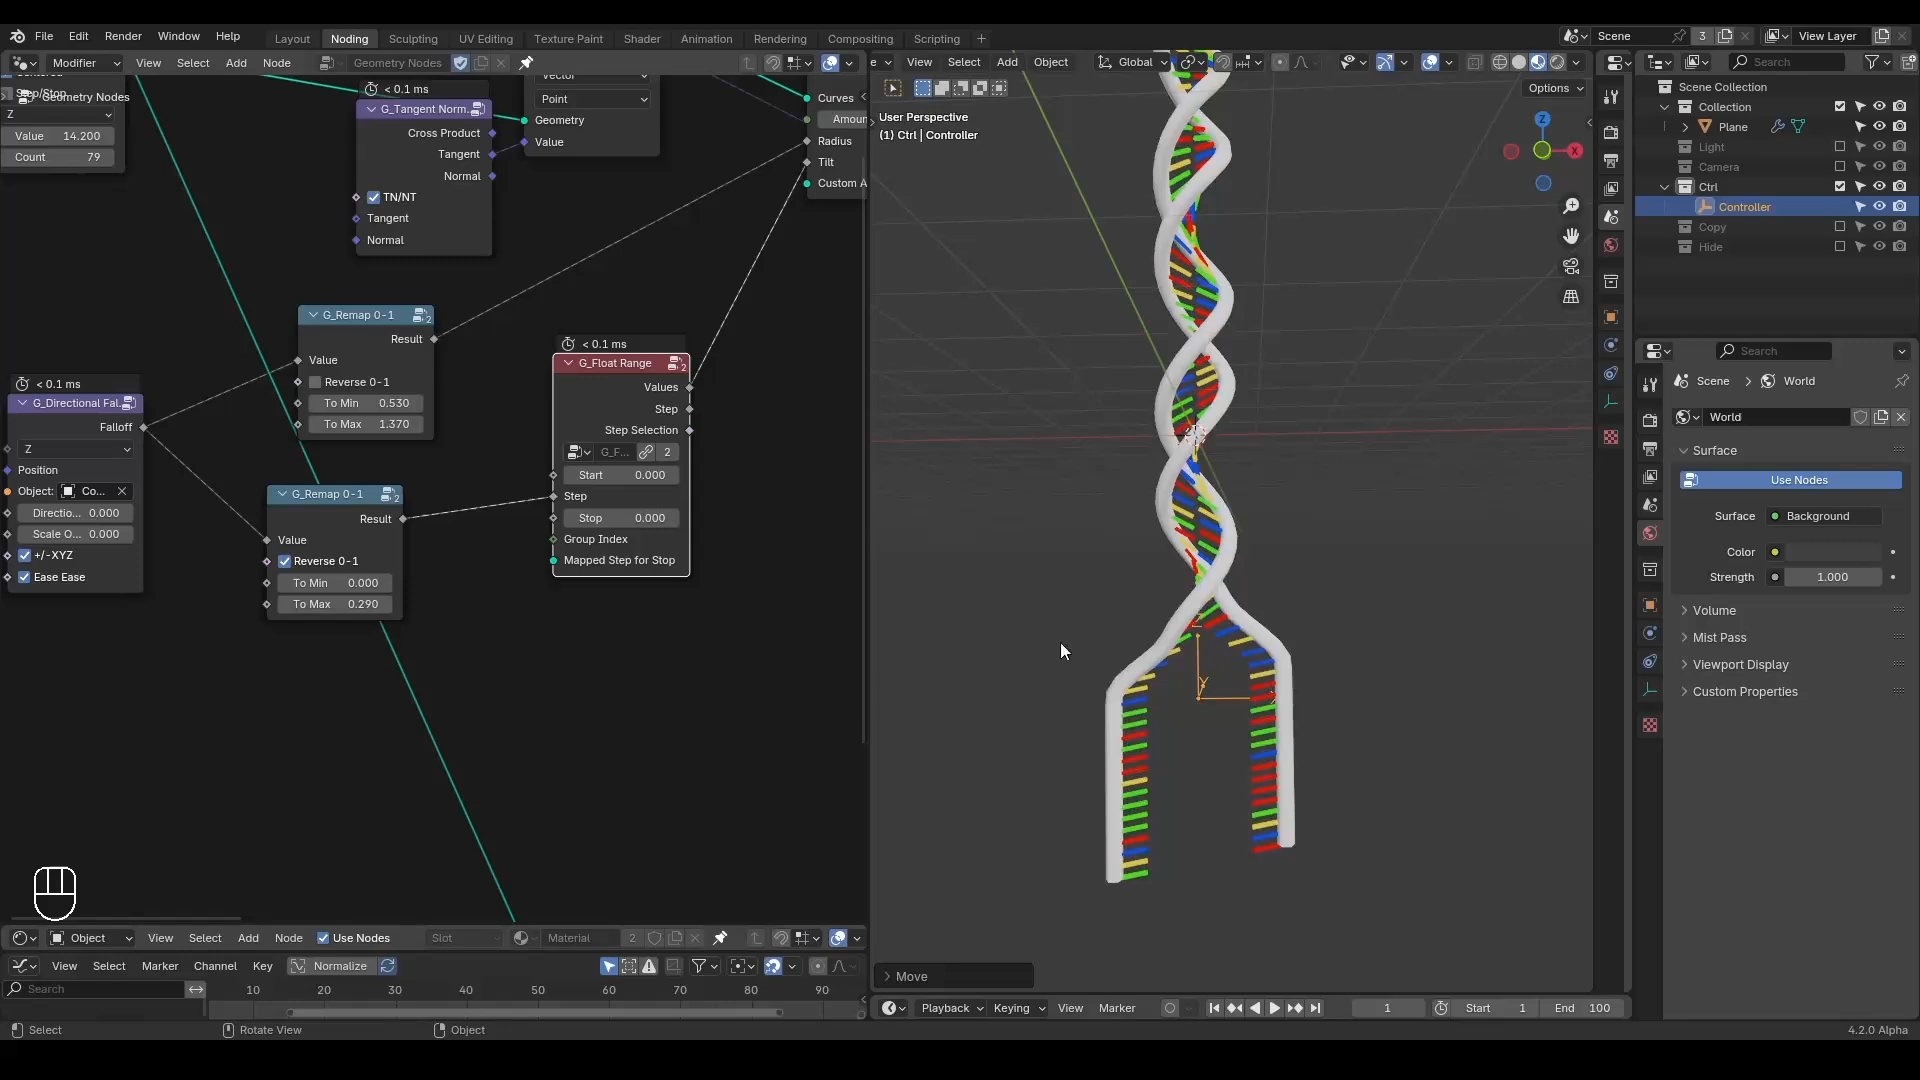 File Edit Render Window Help Layout Noding Sculpting UV Editing Texture Paint Shader Animation Rendering Compositing Scripting + Scene 3 View Layer
Modifier View Select Add Node Geometry Nodes
View Select Add Object Global
Options
Geometry Nodes
Z
Value 14.200
Count 79
< 0.1 ms
G_Tangent Norm..
Cross Product
Tangent
Normal
TN/NT
Tangent
Normal
Vector
Point
Geometry
Value
Curves
Amoun
Radius
Tilt
Custom A
G_Remap 0-1
2
Result
Value
Reverse 0-1
To Min 0.530
To Max 1.370
< 0.1 ms
G_Directional Fal..
Falloff
Z
Position
Object: Co...
Directio... 0.000
Scale O... 0.000
+/-XYZ
Ease Ease
G_Remap 0-1
2
Result
Value
Reverse 0-1
To Min 0.000
To Max 0.290
< 0.1 ms
G_Float Range
2
Values
Step
Step Selection
G_F... 2
Start 0.000
Step
Stop 0.000
Group Index
Mapped Step for Stop
User Perspective
(1) Ctrl | Controller
Z
X
Y
Move
Object View Select Add Node Use Nodes Slot Material 2
View Select Marker Channel Key Normalize
Search 10 20 30 40 50 60 70 80 90
Playback Keying View Marker 1 Start 1 End 100
Select Rotate View Object 4.2.0 Alpha
Search
Scene Collection
Collection
Plane
Light
Camera
Ctrl
Controller
Copy
Hide
Search
Scene > World
World
Surface
Use Nodes
Surface Background
Color
Strength 1.000
Volume
Mist Pass
Viewport Display
Custom Properties